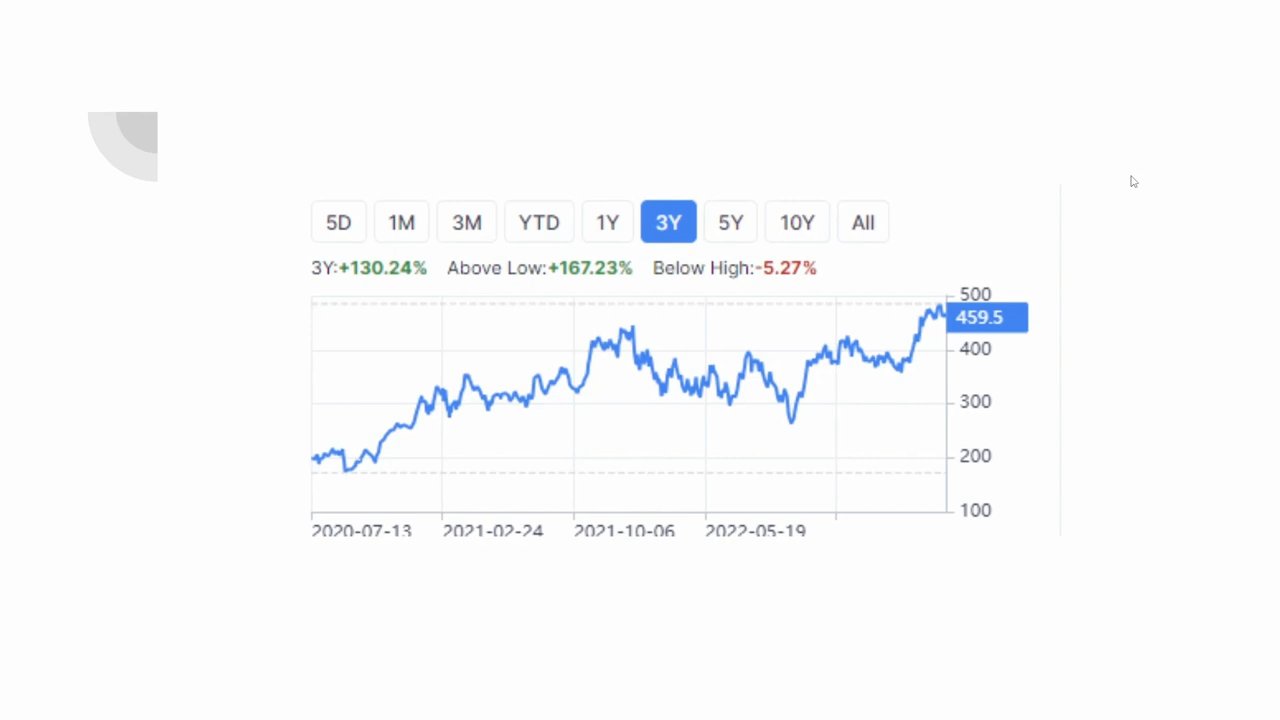 5D 1M 3M YTD 1Y 3Y 5Y 10Y All
3Y:+130.24% Above Low:+167.23% Below High:-5.27%
500
459.5
400
300
200
100
2020-07-13 2021-02-24 2021-10-06 2022-05-19